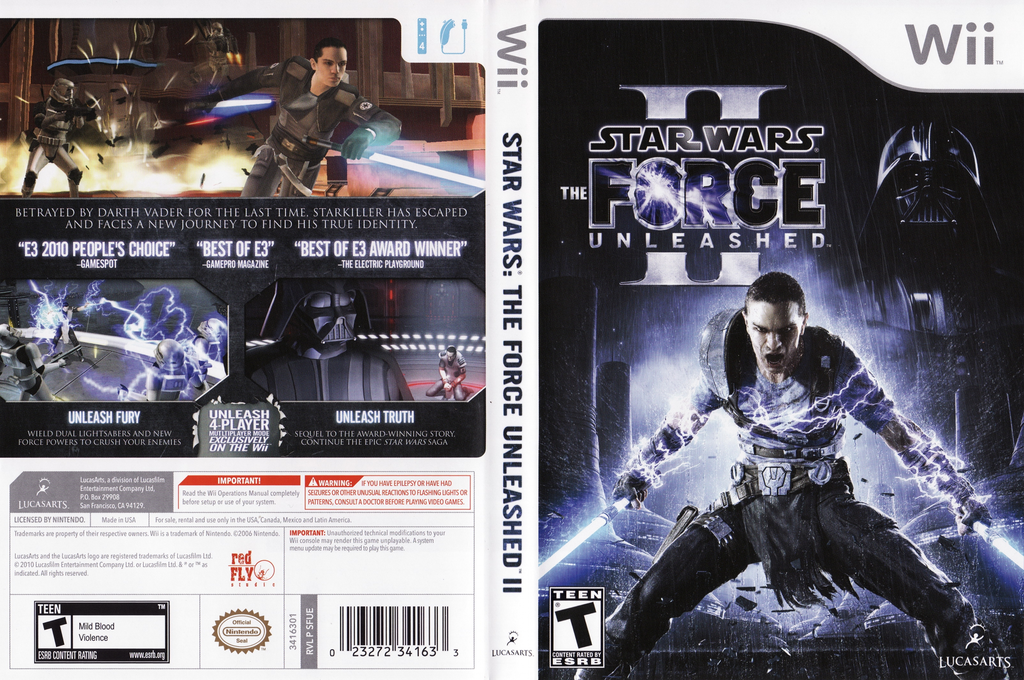 4
BETRAYED BY DARTH VADER FOR THE LAST TIME, STARKILLER HAS ESCAPED
AND FACES A NEW JOURNEY TO FIND HIS TRUE IDENTITY.
"E3 2010 PEOPLE'S CHOICE"
–GAMESPOT
"BEST OF E3"
–GAMEPRO MAGAZINE
"BEST OF E3 AWARD WINNER"
–THE ELECTRIC PLAYGROUND
UNLEASH FURY
WIELD DUAL LIGHTSABERS AND NEW
FORCE POWERS TO CRUSH YOUR ENEMIES
UNLEASH
4-PLAYER
MULTIPLAYER MODE
EXCLUSIVELY
ON THE Wii
UNLEASH TRUTH
SEQUEL TO THE AWARD-WINNING STORY,
CONTINUE THE EPIC STAR WARS SAGA
LUCASARTS
LucasArts, a division of Lucasfilm
Entertainment Company Ltd.
P.O. Box 29908
San Francisco, CA 94129.
IMPORTANT!
Read the Wii Operations Manual completely
before setup or use of your system.
WARNING: IF YOU HAVE EPILEPSY OR HAVE HAD
SEIZURES OR OTHER UNUSUAL REACTIONS TO FLASHING LIGHTS OR
PATTERNS, CONSULT A DOCTOR BEFORE PLAYING VIDEO GAMES.
LICENSED BY NINTENDO.
Made in USA
For sale, rental and use only in the USA, Canada, Mexico and Latin America.
Trademarks are property of their respective owners. Wii is a trademark of Nintendo. ©2006 Nintendo.
LucasArts and the LucasArts logo are registered trademarks of Lucasfilm Ltd.
© 2010 Lucasfilm Entertainment Company Ltd. or Lucasfilm Ltd. & ® or ™ as
indicated. All rights reserved.
red
FLY
studio
IMPORTANT: Unauthorized technical modifications to your
Wii console may render this game unplayable. A system
menu update may be required to play this game.
TEEN ™
T
Mild Blood
Violence
ESRB CONTENT RATING www.esrb.org
Official
Nintendo
Seal
3416301
RVL P SFUE
0 23272 34163 3
Wii™
STAR WARS®: THE FORCE UNLEASHED™ II
LUCASARTS
Wii™
II
STAR WARS®
THE FORCE
UNLEASHED™
TEEN
T®
CONTENT RATED BY
ESRB
LUCASARTS